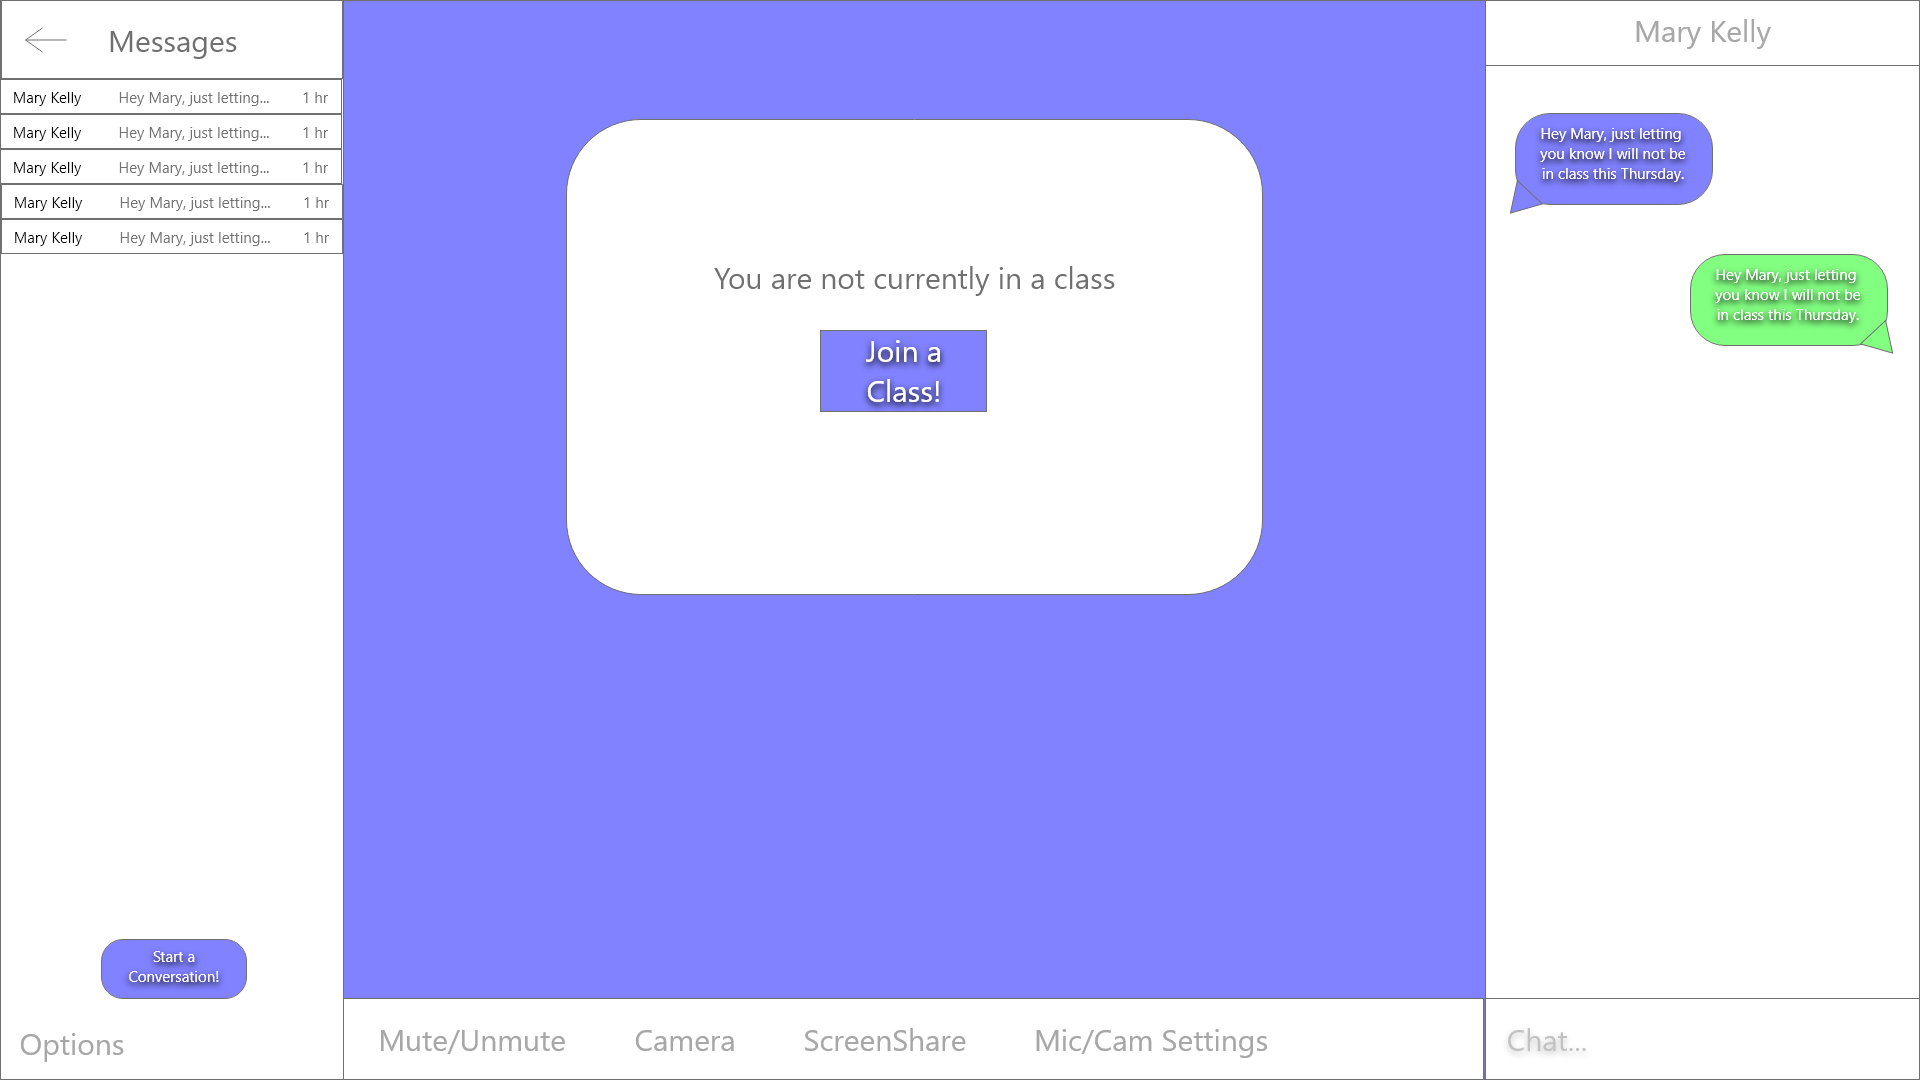 Messages
Mary Kelly Hey Mary, just letting... 1 hr
Mary Kelly Hey Mary, just letting... 1 hr
Mary Kelly Hey Mary, just letting... 1 hr
Mary Kelly Hey Mary, just letting... 1 hr
Mary Kelly Hey Mary, just letting... 1 hr
Start a
Conversation!
Options
You are not currently in a class
Join a
Class!
Mute/Unmute Camera ScreenShare Mic/Cam Settings
Mary Kelly
Hey Mary, just letting
you know I will not be
in class this Thursday.
Hey Mary, just letting
you know I will not be
in class this Thursday.
Chat...